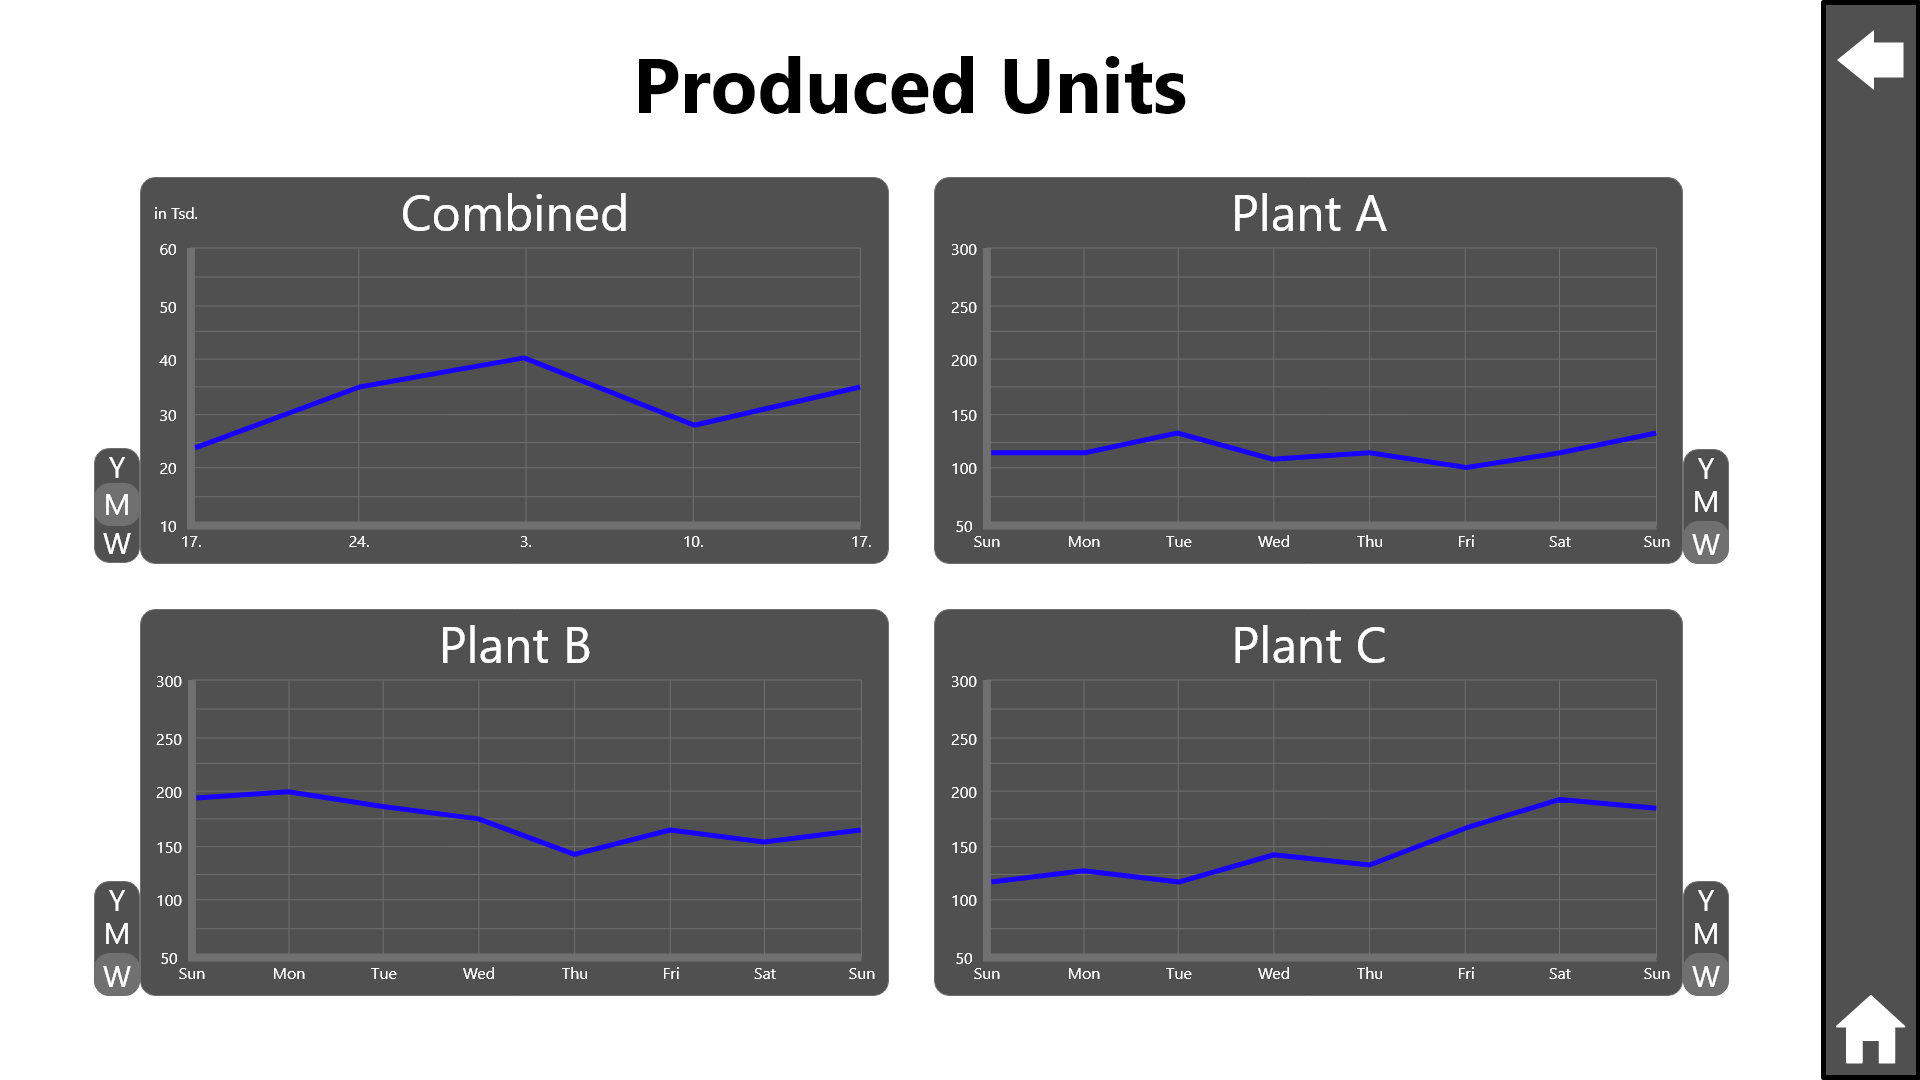 Produced Units
in Tsd.
Combined
60
50
40
30
20
10
17. 24. 3. 10. 17.
Y
M
W
Plant A
300
250
200
150
100
50
Sun Mon Tue Wed Thu Fri Sat Sun
Y
M
W
Plant B
300
250
200
150
100
50
Sun Mon Tue Wed Thu Fri Sat Sun
Y
M
W
Plant C
300
250
200
150
100
50
Sun Mon Tue Wed Thu Fri Sat Sun
Y
M
W